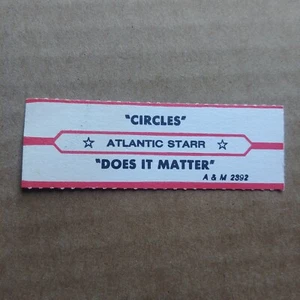 "CIRCLES"
☆ ATLANTIC STARR ☆
"DOES IT MATTER"
A & M 2392